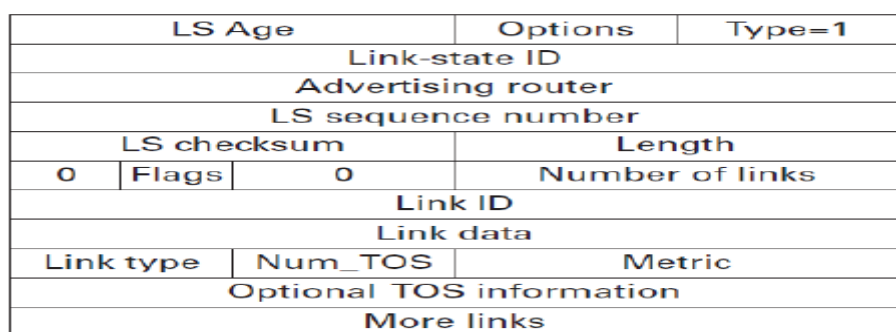 LS Age Options Type=1
Link-state ID
Advertising router
LS sequence number
LS checksum Length
0 Flags 0 Number of links
Link ID
Link data
Link type Num_TOS Metric
Optional TOS information
More links